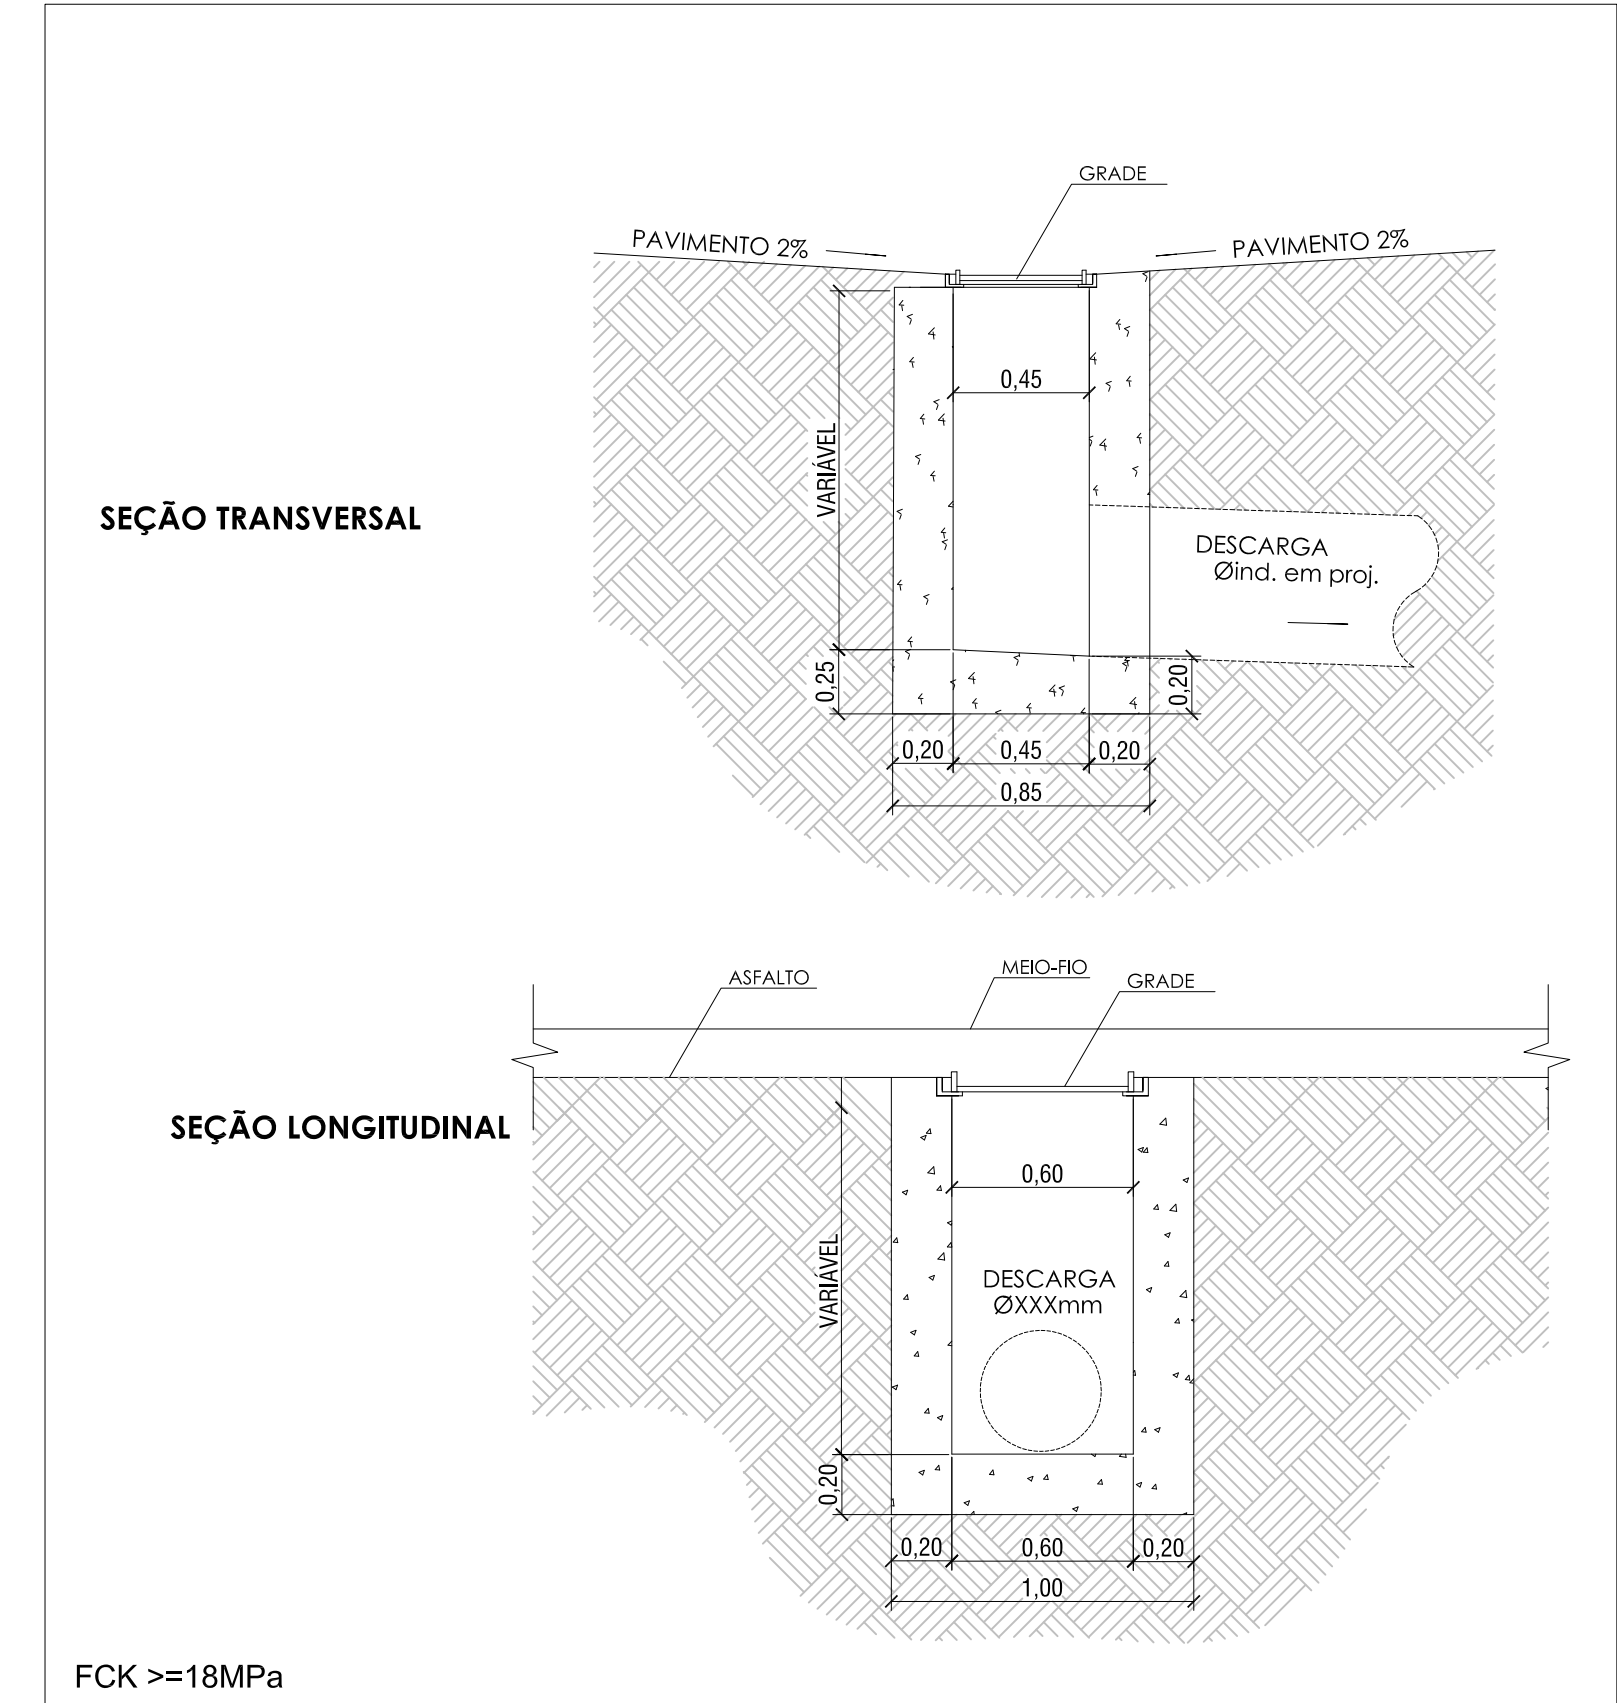 GRADE
PAVIMENTO 2%
PAVIMENTO 2%
0,45
VARIÁVEL
SEÇÃO TRANSVERSAL
DESCARGA
Øind. em proj.
0,25
0,20
0,20
0,45
0,20
0,85
MEIO-FIO
ASFALTO
GRADE
SEÇÃO LONGITUDINAL
0,60
VARIÁVEL
DESCARGA
ØXXXmm
0,20
0,20
0,60
0,20
1,00
FCK >=18MPa